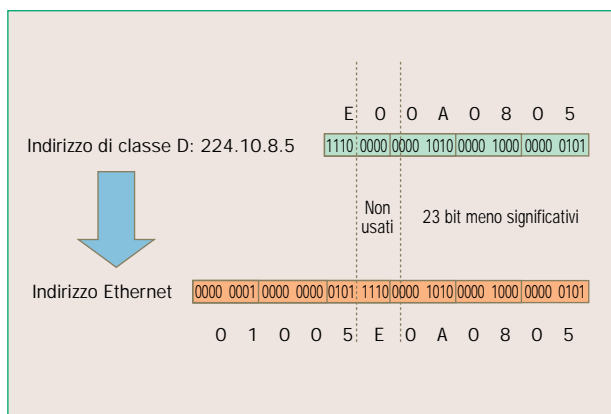 E 0 0 A 0 8 0 5
Indirizzo di classe D: 224.10.8.5
1110 0000 0000 1010 0000 1000 0000 0101
Non
usati
23 bit meno significativi
Indirizzo Ethernet
0000 0001 0000 0000 0101 1110 0000 1010 0000 1000 0000 0101
0 1 0 0 5 E 0 A 0 8 0 5